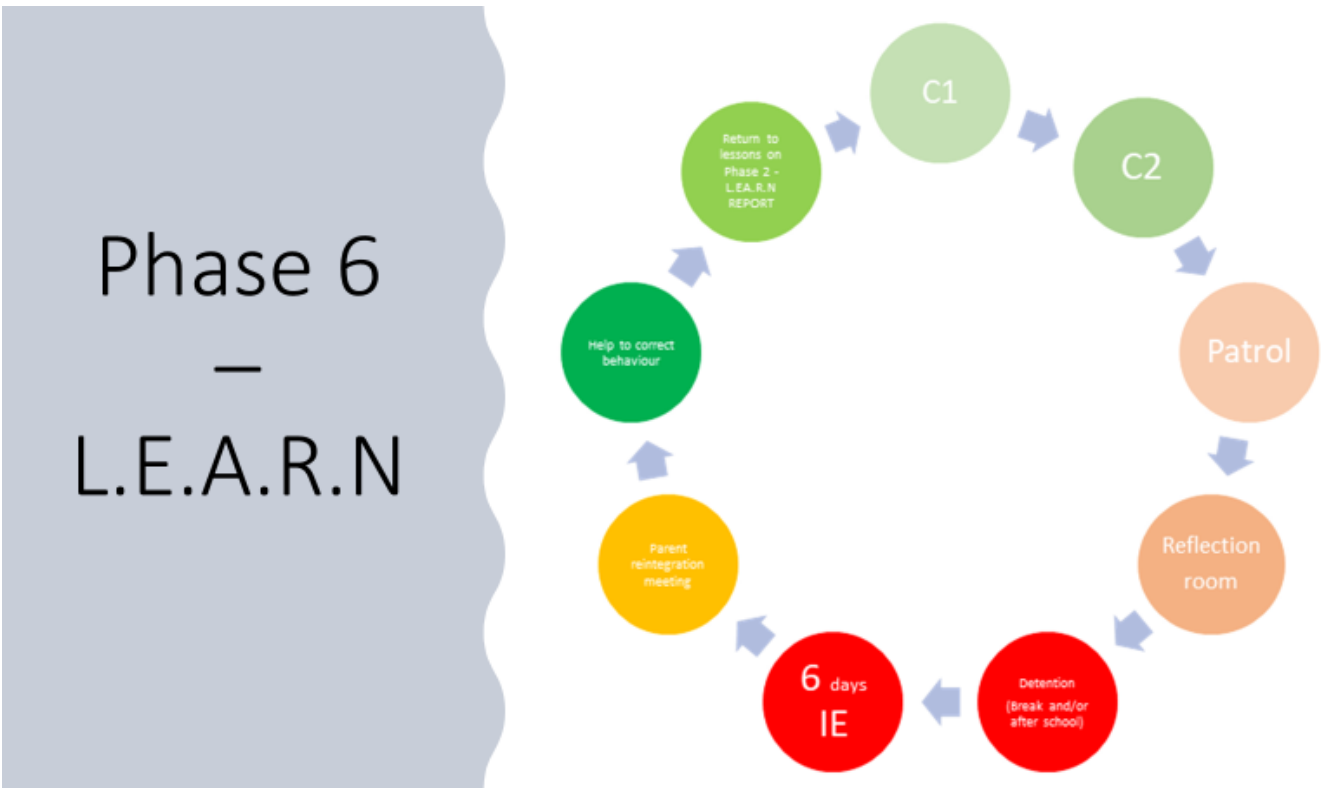 Phase 6
–
L.E.A.R.N
C1
C2
Patrol
Reflection
room
Detention
(Break and/or
after school)
6 days
IE
Parent
reintegration
meeting
Help to correct
behaviour
Return to
lessons on
Phase 2 -
L.EA.R.N
REPORT